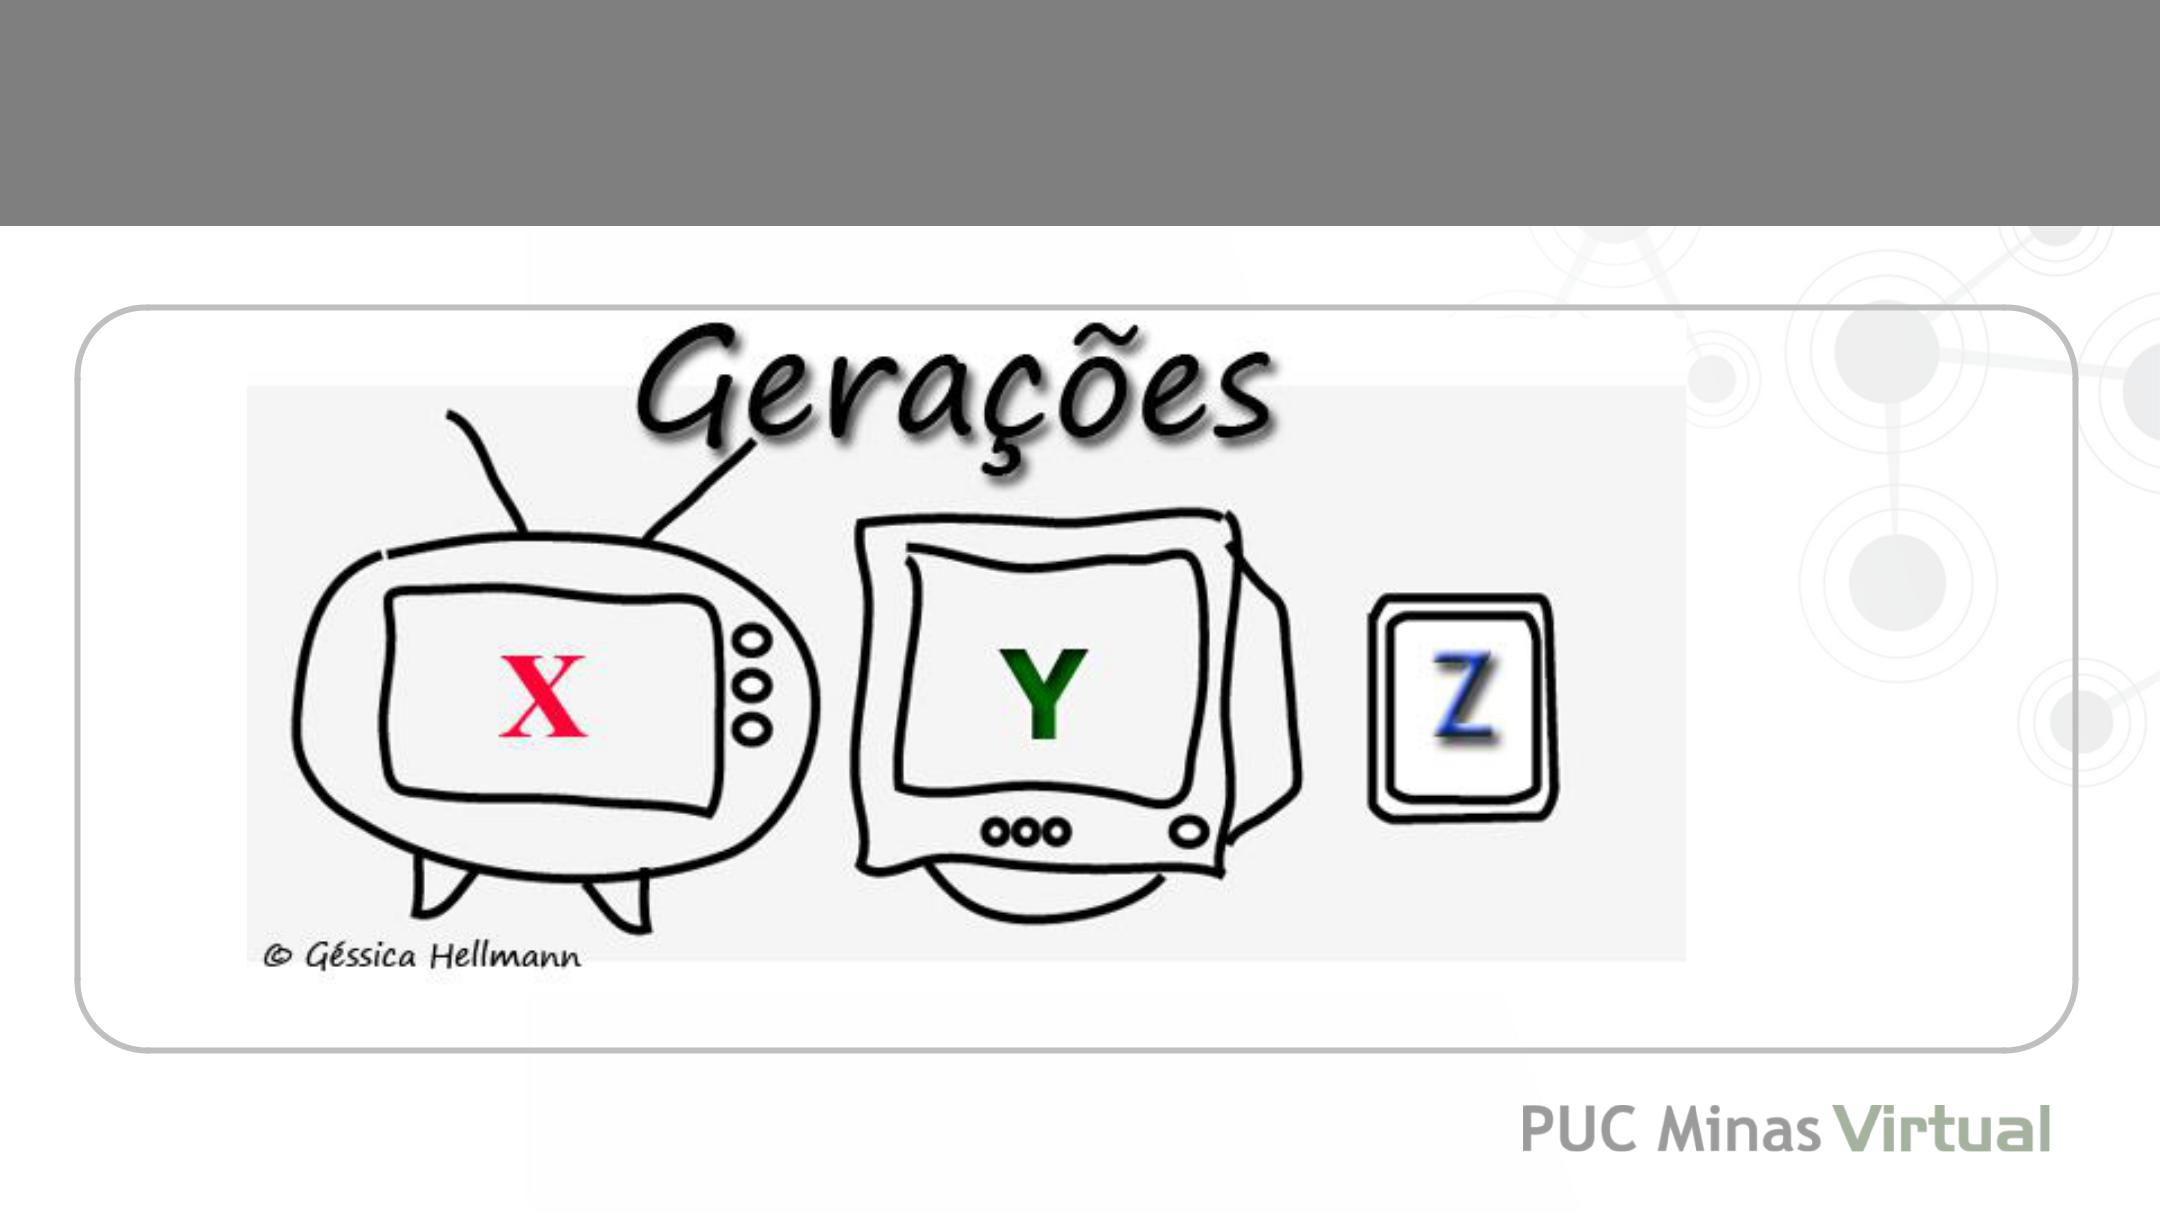 Gerações
X
Y
Z
© Géssica Hellmann
PUC Minas Virtual